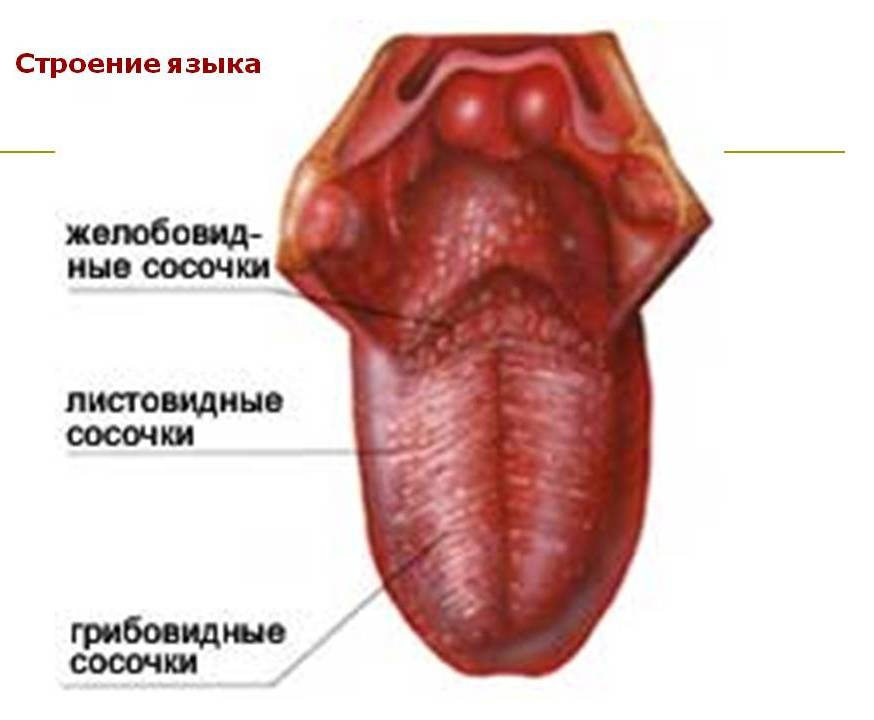 Строение языка
желобовид-
ные сосочки
листовидные
сосочки
грибовидные
сосочки